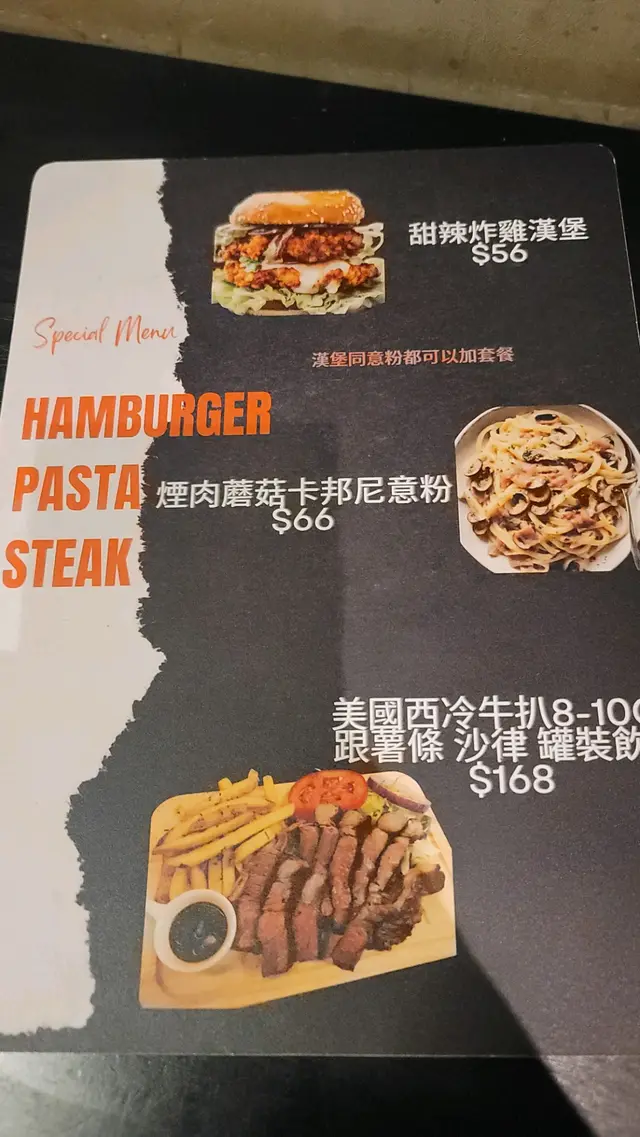 甜辣炸雞漢堡
$56
Special Menu
漢堡同意粉都可以加套餐
HAMBURGER
PASTA
STEAK
煙肉蘑菇卡邦尼意粉
$66
美國西冷牛扒8-10
跟薯條 沙律 罐裝飲
$168